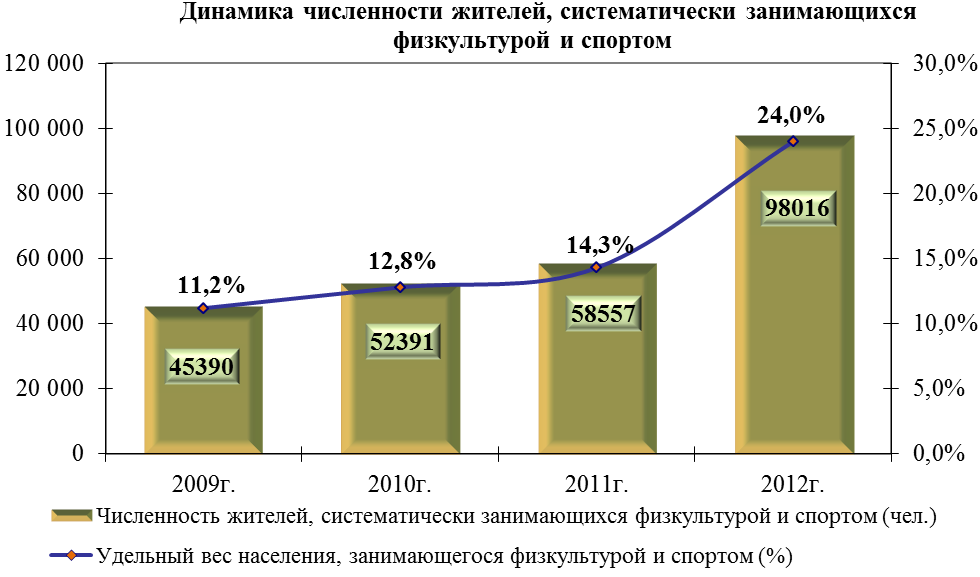 Динамика численности жителей, систематически занимающихся
физкультурой и спортом
120 000
100 000
80 000
60 000
40 000
20 000
0
30,0%
25,0%
20,0%
15,0%
10,0%
5,0%
0,0%
11,2%
12,8%
14,3%
24,0%
45390
52391
58557
98016
2009г.
2010г.
2011г.
2012г.
Численность жителей, систематически занимающихся физкультурой и спортом (чел.)
Удельный вес населения, занимающегося физкультурой и спортом (%)